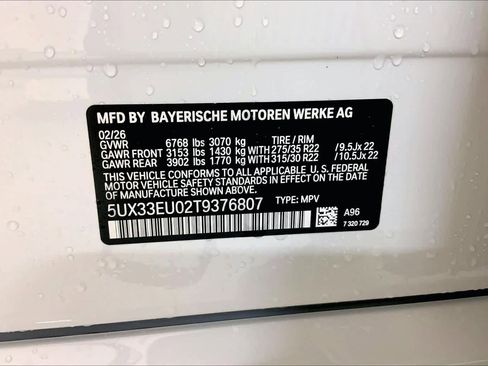 MFD BY BAYERISCHE MOTOREN WERKE AG
02/26
GVWR 6768 lbs 3070 kg TIRE / RIM
GAWR FRONT 3153 lbs 1430 kg WITH 275/35 R22 / 9.5Jx 22
GAWR REAR 3902 lbs 1770 kg WITH 315/30 R22 / 10.5Jx 22
THIS VEHICLE CONFORMS TO ALL APPLICABLE U. S. FEDERAL
MOTOR VEHICLE SAFETY STANDARDS IN EFFECT ON THE DATE
OF MANUFACTURE SHOWN ABOVE.
5UX33EU02T9376807 TYPE: MPV
A96
7 320 729